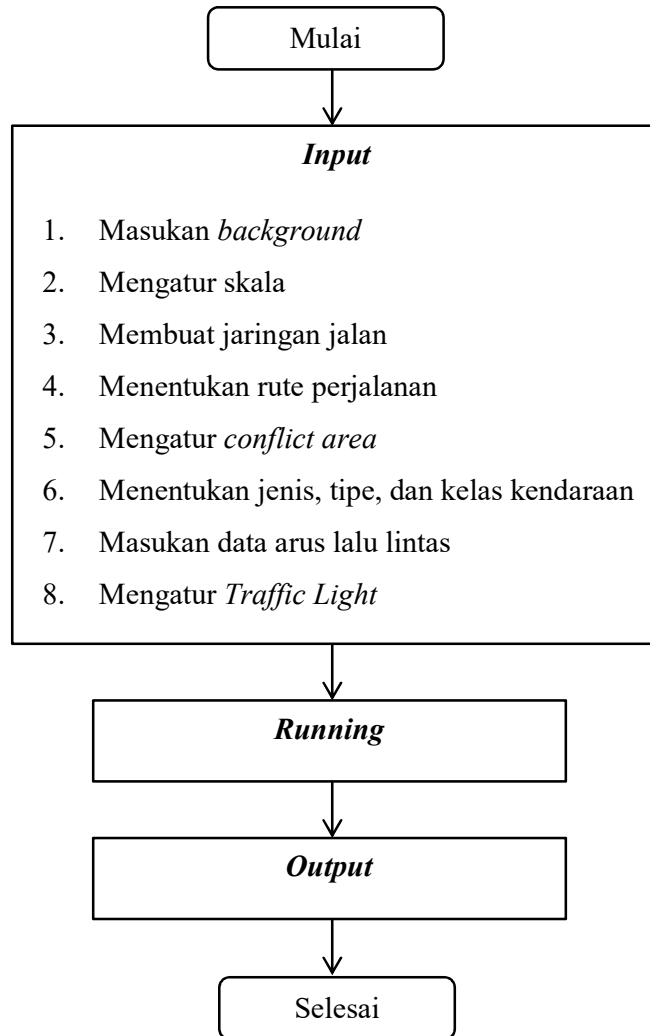 Mulai
Input
1. Masukan background
2. Mengatur skala
3. Membuat jaringan jalan
4. Menentukan rute perjalanan
5. Mengatur conflict area
6. Menentukan jenis, tipe, dan kelas kendaraan
7. Masukan data arus lalu lintas
8. Mengatur Traffic Light
Running
Output
Selesai